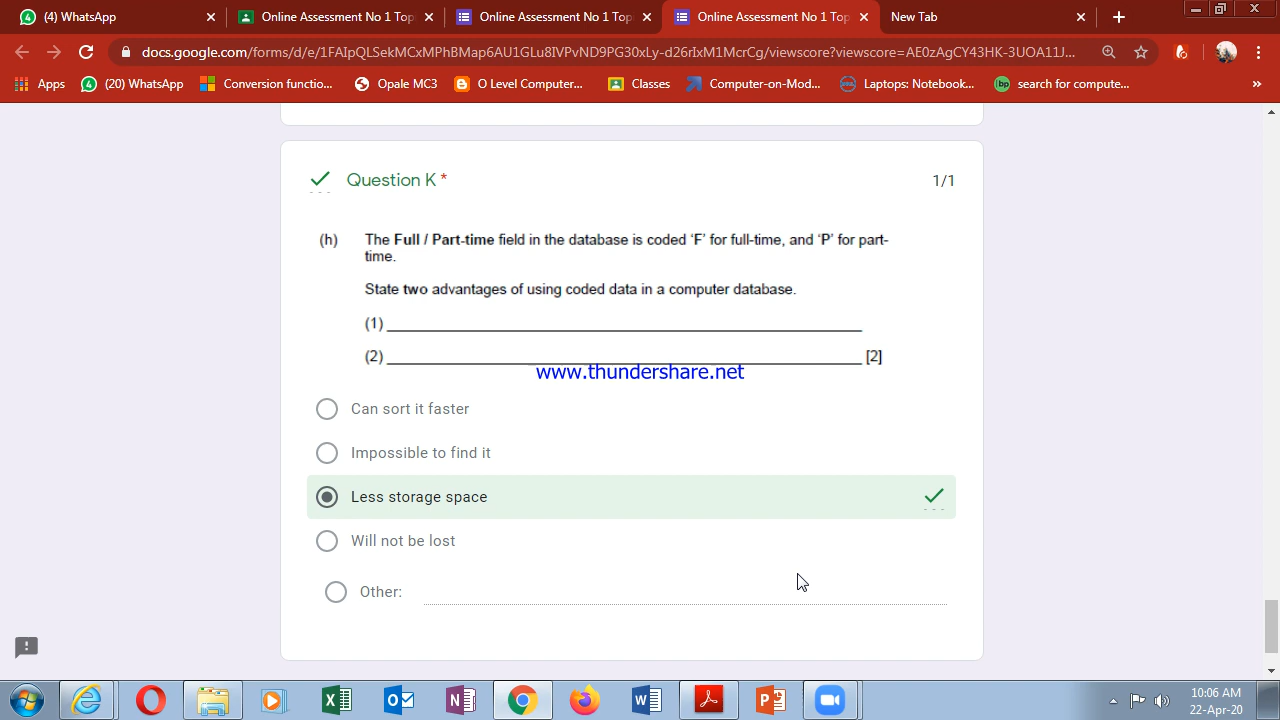 (4) WhatsApp
Online Assessment No 1 Top
Online Assessment No 1 Top
Online Assessment No 1 Top
New Tab
docs.google.com/forms/d/e/1FAIpQLSekMCxMPhBMap6AU1GLu8IVPvND9PG30xLy-d26rIxM1McrCg/viewscore?viewscore=AE0zAgCY43HK-3UOA11J...
Apps
(20) WhatsApp
Conversion functio...
Opale MC3
O Level Computer...
Classes
Computer-on-Mod...
Laptops: Notebook...
search for compute...
»
Question K *
1/1
(h) The Full / Part-time field in the database is coded ‘F’ for full-time, and ‘P’ for part-
time.
State two advantages of using coded data in a computer database.
(1)
(2) [2]
www.thundershare.net
Can sort it faster
Impossible to find it
Less storage space
Will not be lost
Other:
10:06 AM
22-Apr-20